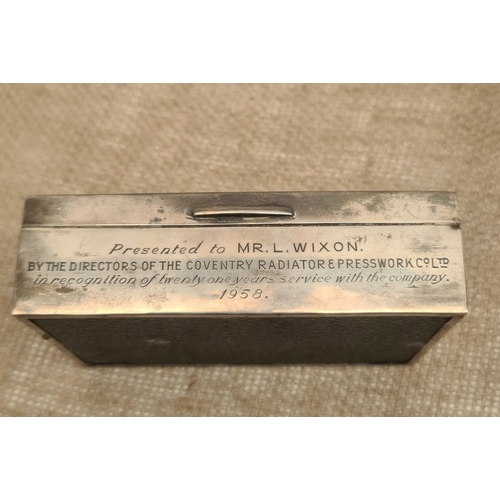 Presented to MR. L. WIXON.
BY THE DIRECTORS OF THE COVENTRY RADIATOR & PRESSWORK Co LTD
in recognition of twenty one years service with the company.
1958.